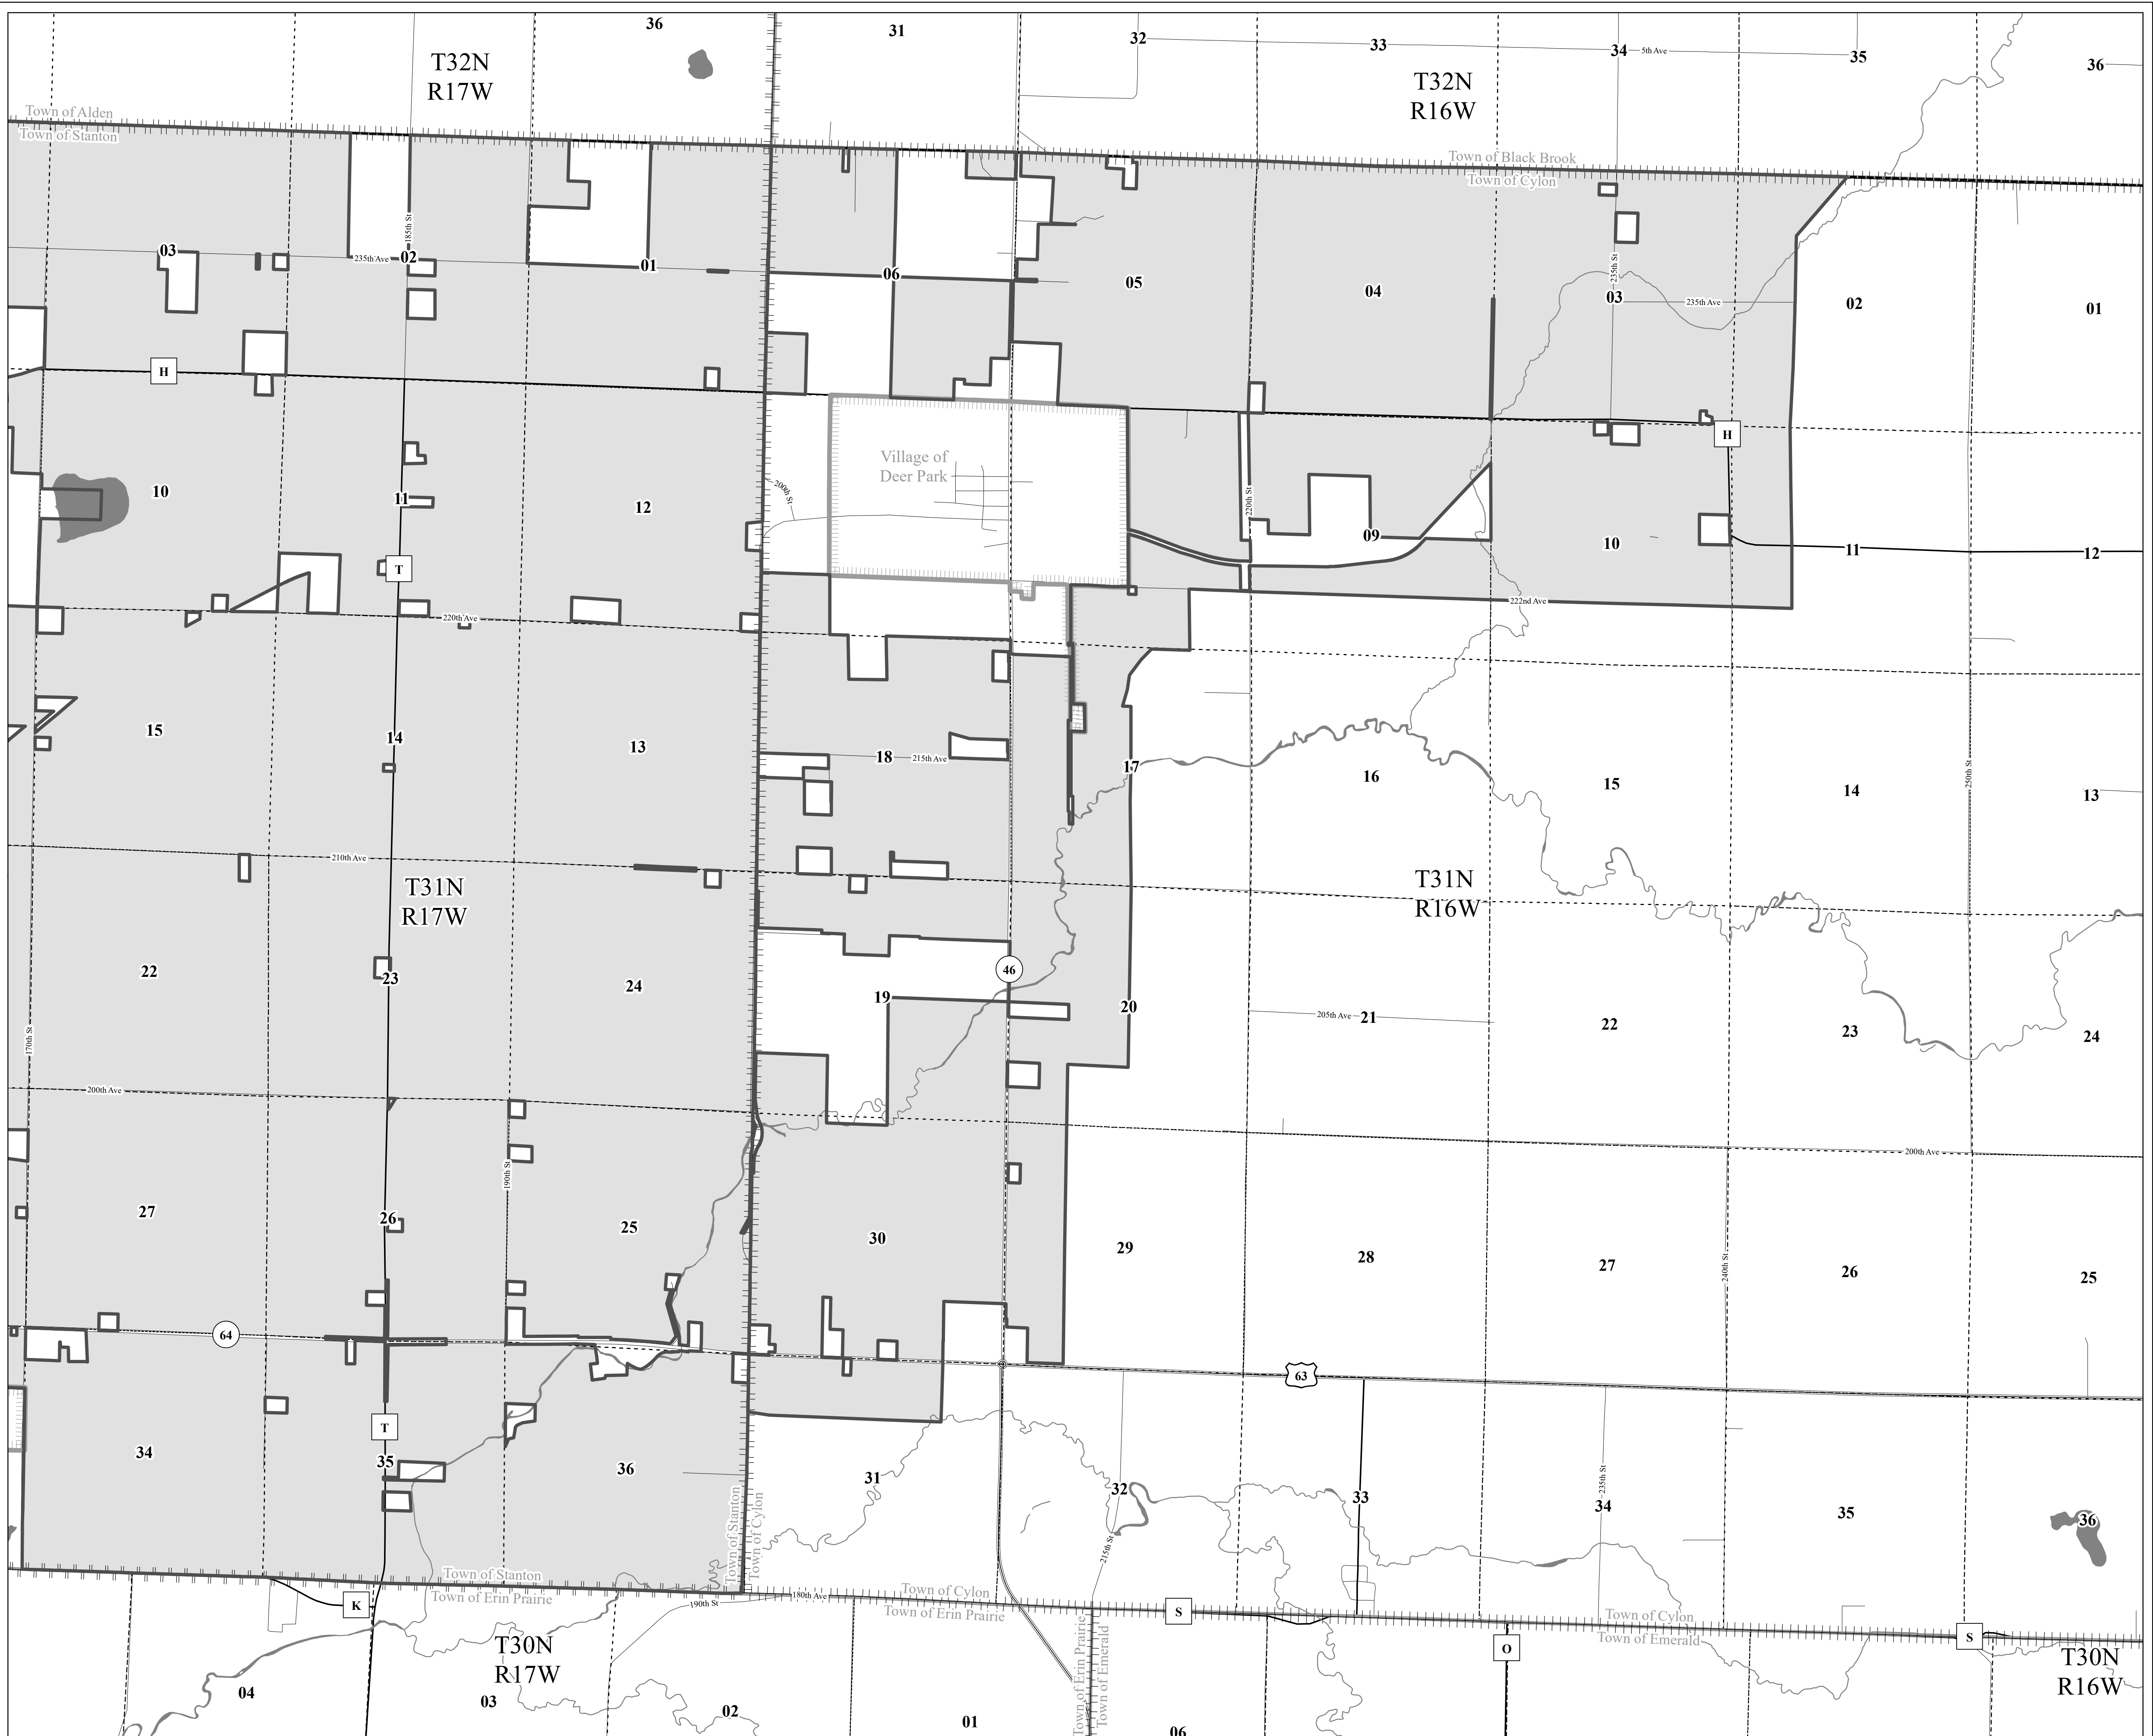 36
31
32
33
34
5th Ave
35
36
T32N
R17W
T32N
R16W
Town of Alden
Town of Stanton
Town of Black Brook
Town of Cylon
185th St
03
235th Ave
02
01
06
05
04
235th St
03
235th Ave
02
01
H
H
Village of
Deer Park
10
11
12
200th St
220th St
09
10
11
12
T
220th Ave
222nd Ave
15
14
13
18
215th Ave
17
16
15
14
250th St
13
210th Ave
T31N
R17W
T31N
R16W
22
23
24
46
19
20
205th Ave
21
22
23
24
170th St
200th Ave
190th St
200th Ave
27
26
25
30
29
28
27
240th St
26
25
64
63
T
34
35
36
Town of Stanton
Town of Cylon
31
32
215th St
33
235th St
34
35
36
Town of Stanton
Town of Erin Prairie
K
190th St
180th Ave
Town of Cylon
Town of Erin Prairie
S
Town of Cylon
Town of Emerald
O
S
Town of Erin Prairie
Town of Emerald
T30N
R17W
T30N
R16W
04
03
02
01
06